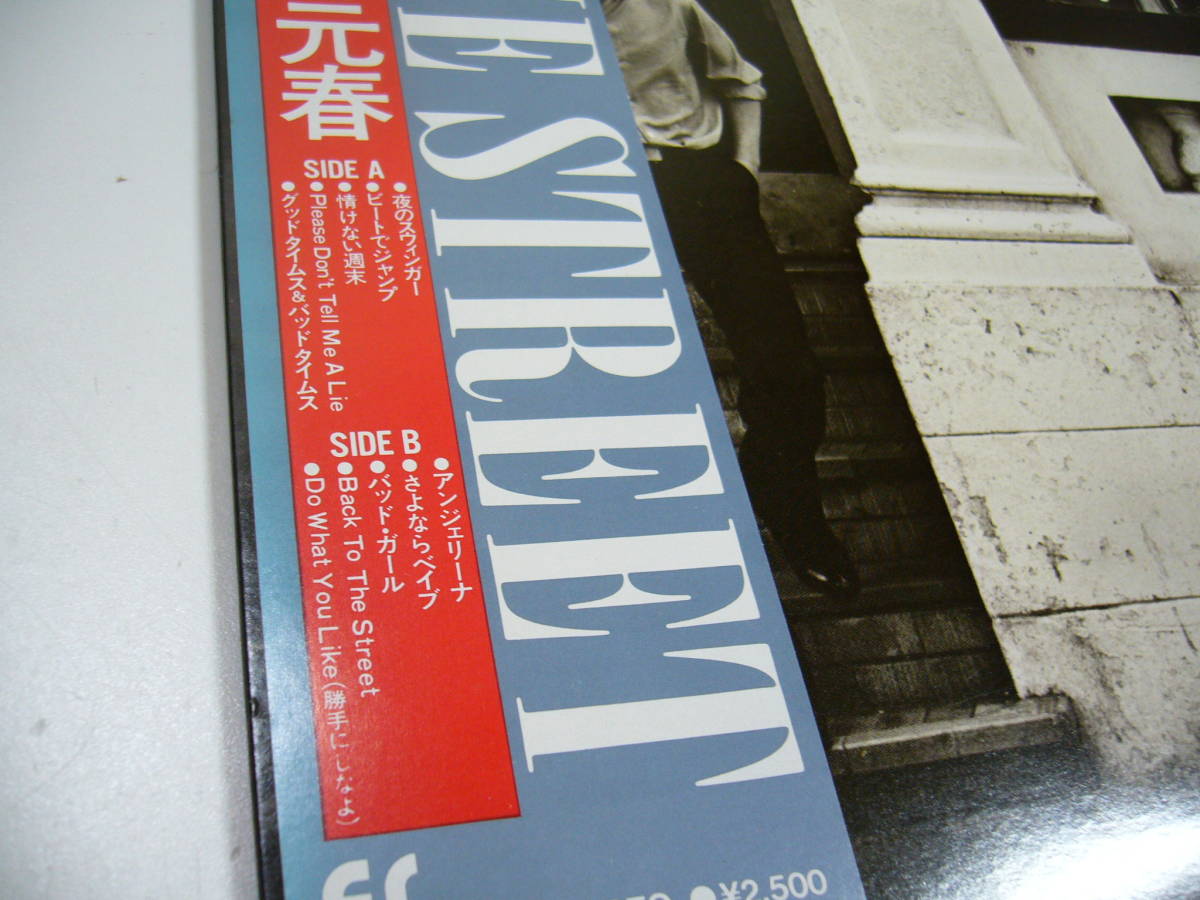 元春
E STREET
SIDE A
●夜のスウィンガー
●ビートでジャンプ
●情けない週末
●Please Don't Tell Me A Lie
●グッドタイムス&バッドタイムス
SIDE B
●アンジェリーナ
●さよならベイブ
●バッド・ガール
●Back To The Street
●Do What You Like (勝手にしなよ)
●¥2,500